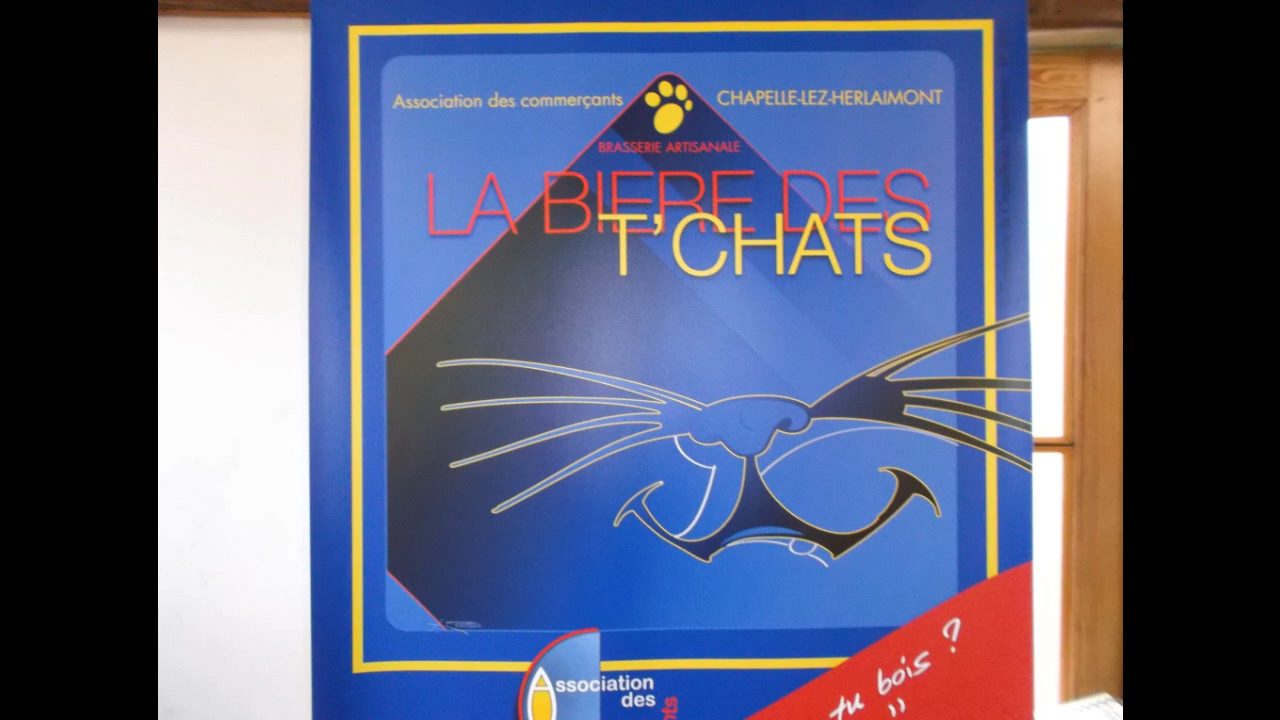 Association des commerçants
CHAPELLE-LEZ-HERLAIMONT
BRASSERIE ARTISANALE
LA BIERE DES
T'CHATS
tu bois ?
Association
des